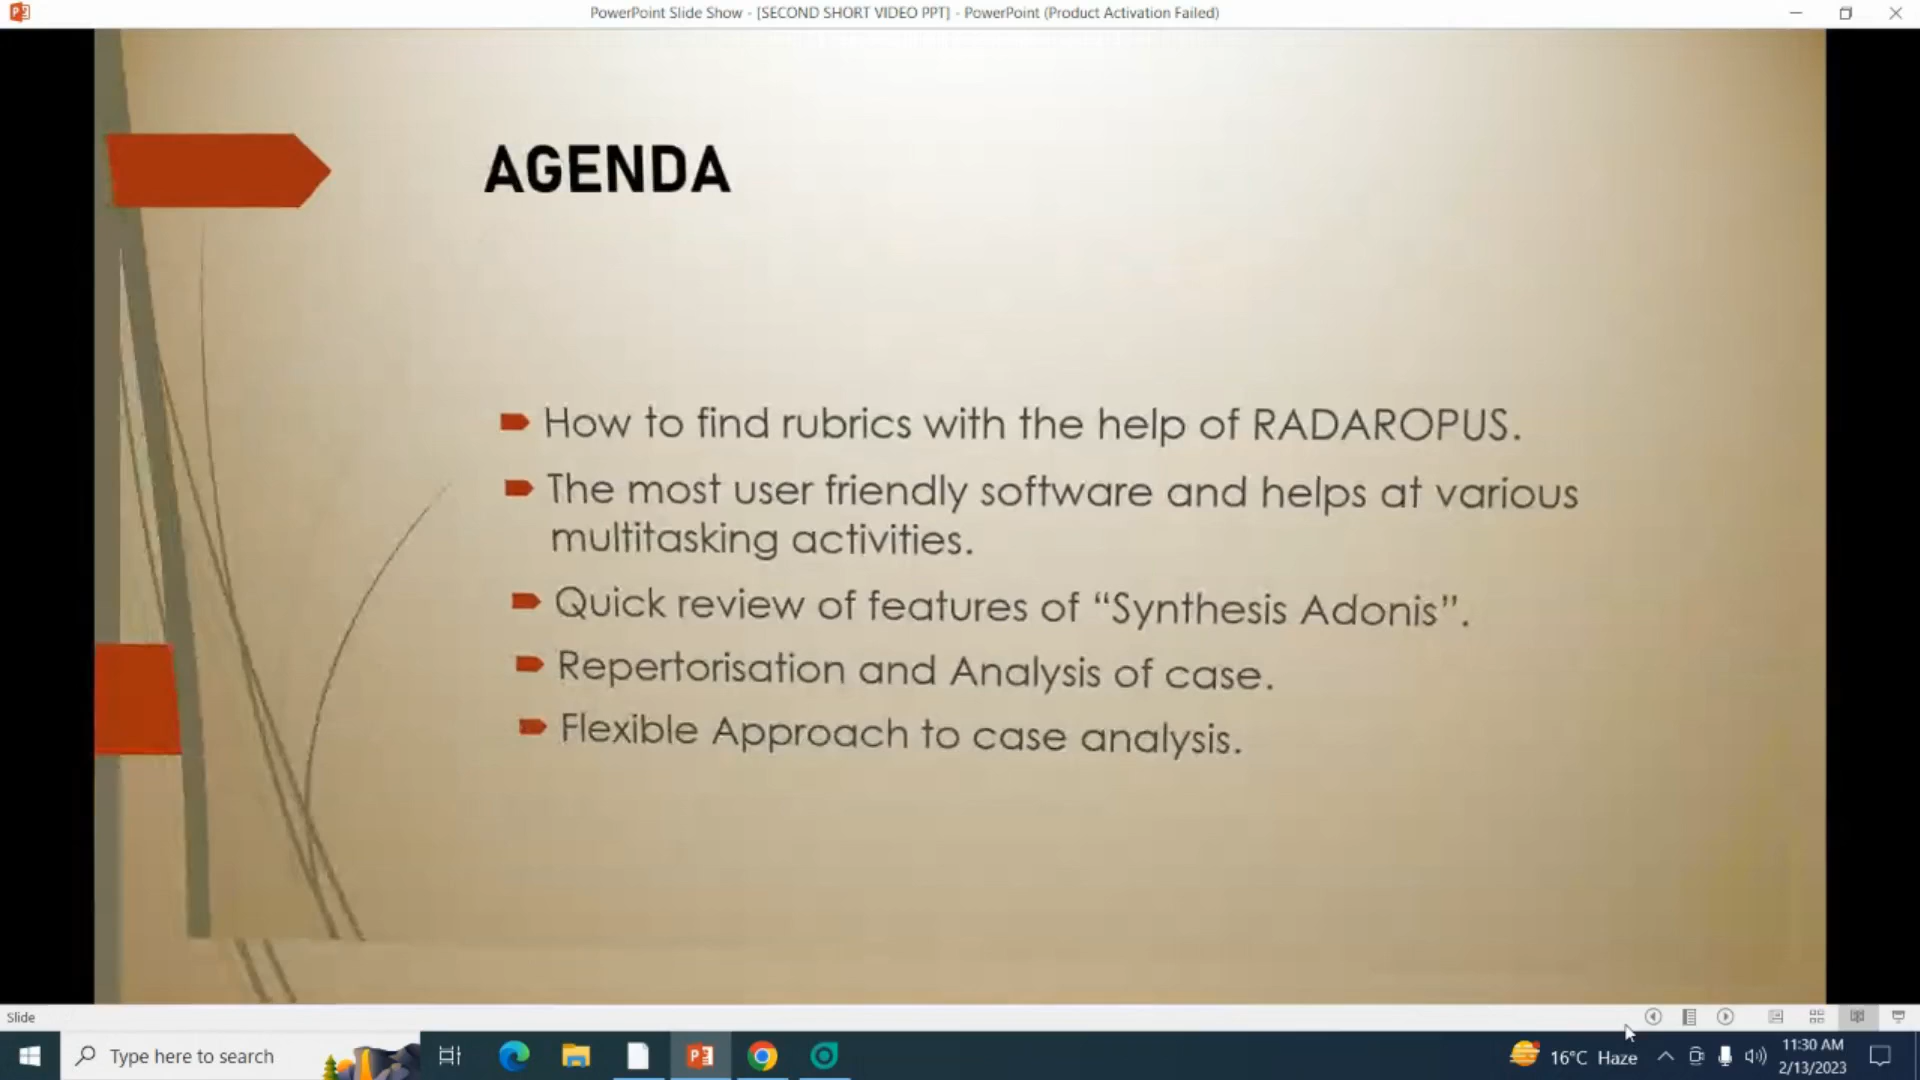 PowerPoint Slide Show - [SECOND SHORT VIDEO PPT] - PowerPoint (Product Activation Failed)
AGENDA
How to find rubrics with the help of RADAROPUS.
The most user friendly software and helps at various
multitasking activities.
Quick review of features of “Synthesis Adonis”.
Repertorisation and Analysis of case.
Flexible Approach to case analysis.
Slide
Type here to search
16°C Haze
11:30 AM
2/13/2023